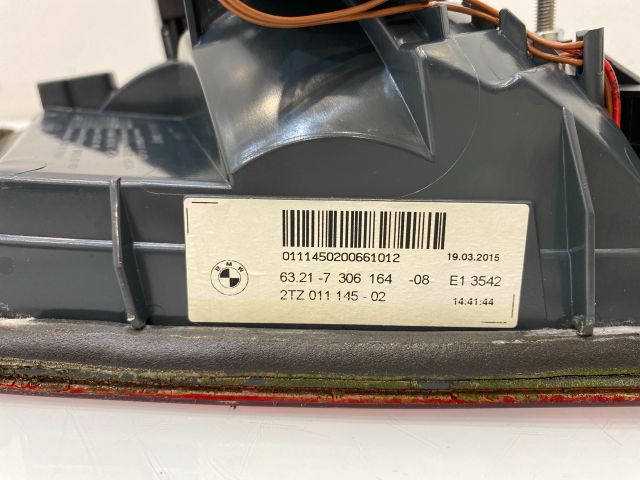 0111450200661012 19.03.2015
BMW
63.21-7 306 164 -08 E1 3542
2TZ 011 145 - 02 14:41:44